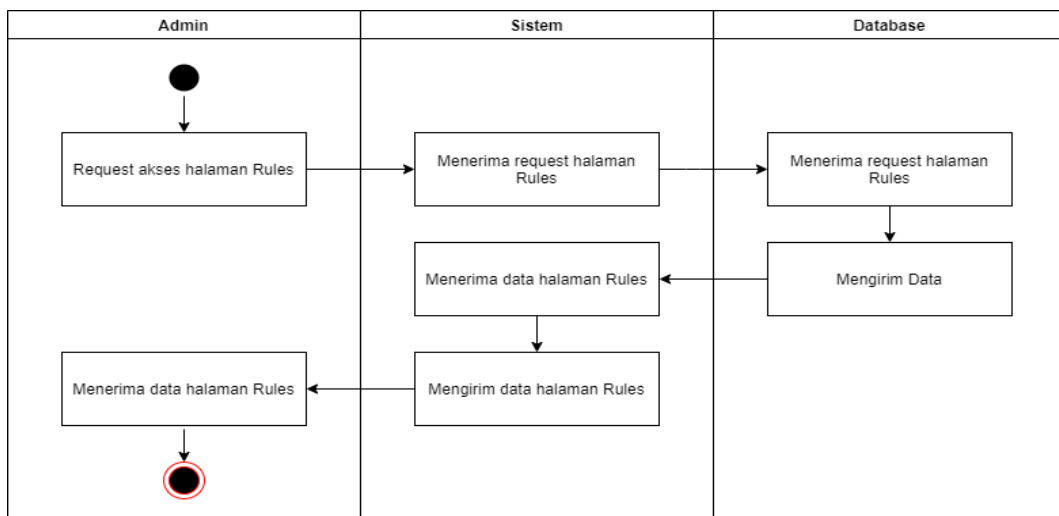 Admin
Sistem
Database
Request akses halaman Rules
Menerima request halaman
Rules
Menerima request halaman
Rules
Menerima data halaman Rules
Mengirim Data
Menerima data halaman Rules
Mengirim data halaman Rules